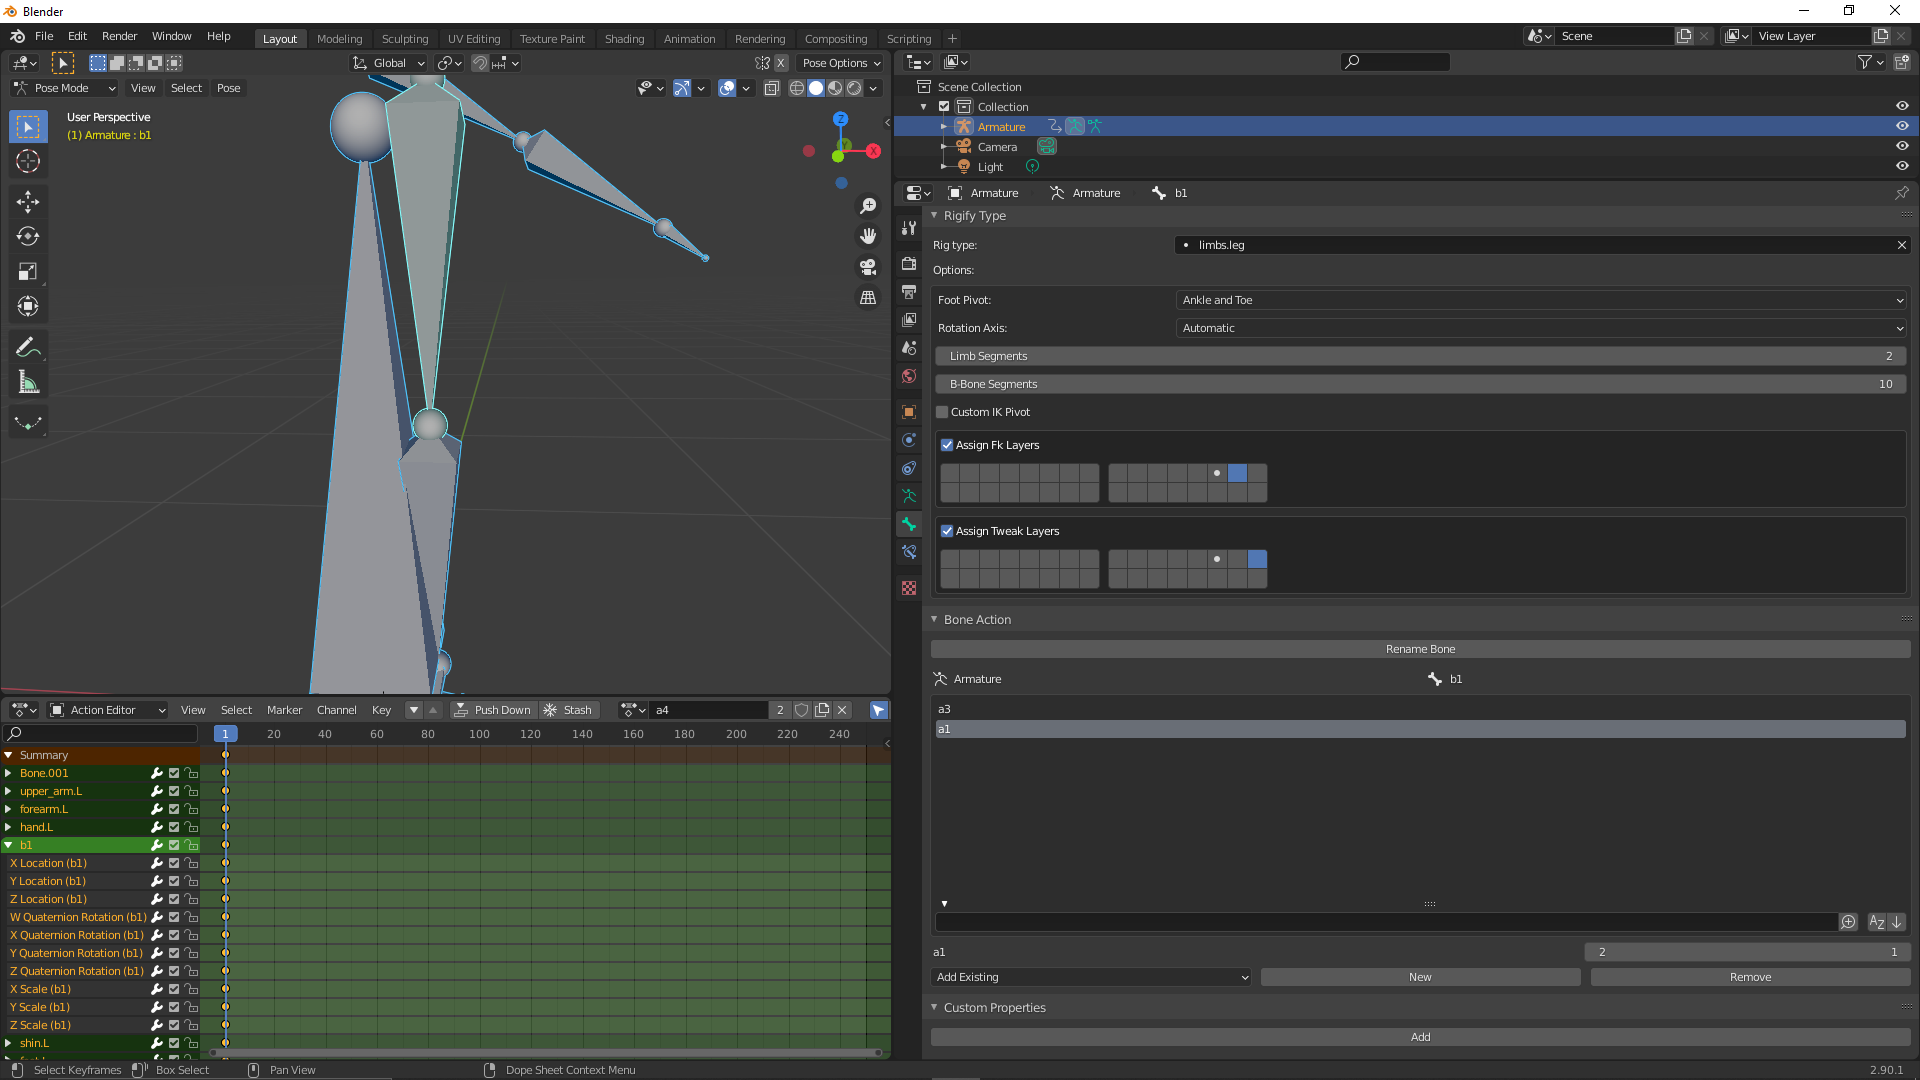 Blender
File Edit Render Window Help Layout Modeling Sculpting UV Editing Texture Paint Shading Animation Rendering Compositing Scripting + Scene View Layer
Global X Pose Options
Pose Mode View Select Pose
User Perspective
(1) Armature : b1
Z
X
Scene Collection
Collection
Armature
Camera
Light
Armature Armature b1
Rigify Type
Rig type: limbs.leg
Options:
Foot Pivot: Ankle and Toe
Rotation Axis: Automatic
Limb Segments 2
B-Bone Segments 10
Custom IK Pivot
Assign Fk Layers
Assign Tweak Layers
Bone Action
Rename Bone
Armature b1
a3
a1
a1 2 1
Add Existing New Remove
Custom Properties
Add
Action Editor View Select Marker Channel Key Push Down Stash a4 2
1 20 40 60 80 100 120 140 160 180 200 220 240
Summary
Bone.001
upper_arm.L
forearm.L
hand.L
b1
X Location (b1)
Y Location (b1)
Z Location (b1)
W Quaternion Rotation (b1)
X Quaternion Rotation (b1)
Y Quaternion Rotation (b1)
Z Quaternion Rotation (b1)
X Scale (b1)
Y Scale (b1)
Z Scale (b1)
shin.L
Select Keyframes Box Select Pan View Dope Sheet Context Menu 2.90.1